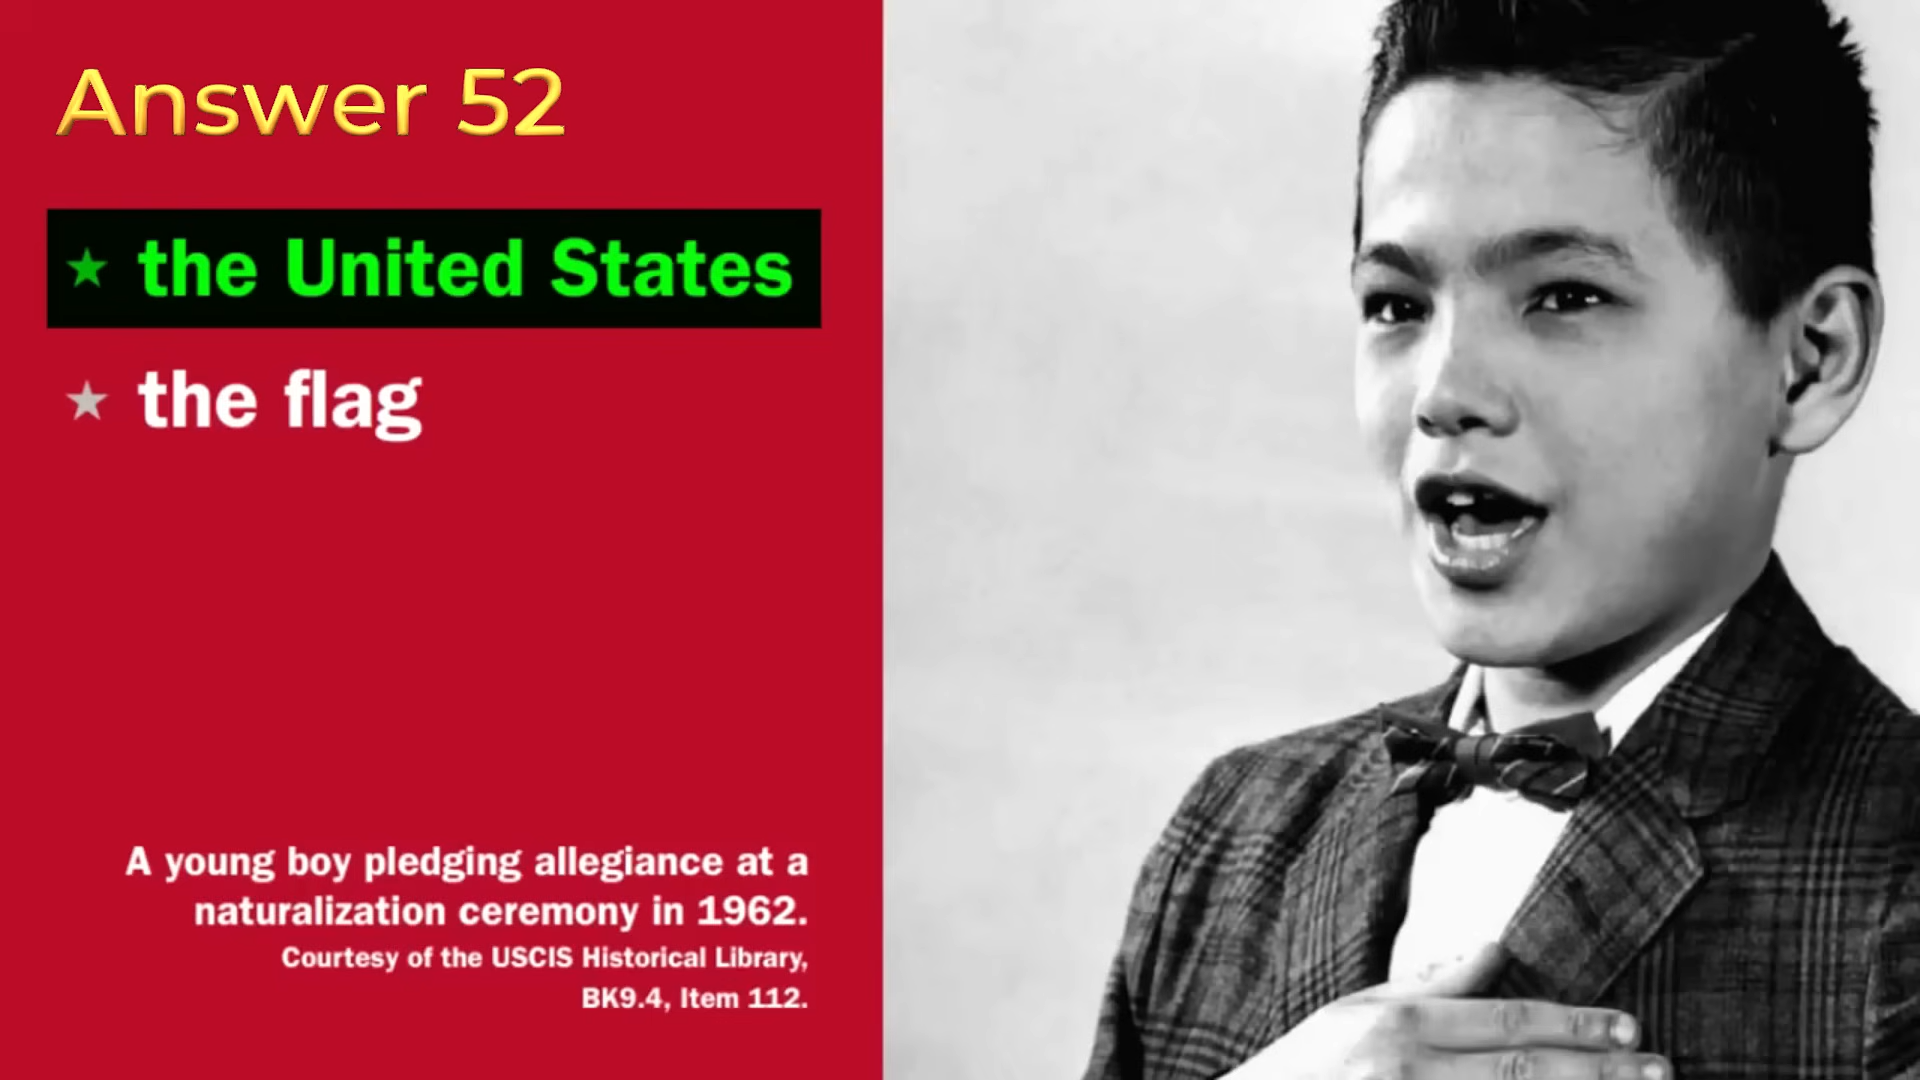 Answer 52
★ the United States
★ the flag
A young boy pledging allegiance at a
naturalization ceremony in 1962.
Courtesy of the USCIS Historical Library,
BK9.4, Item 112.